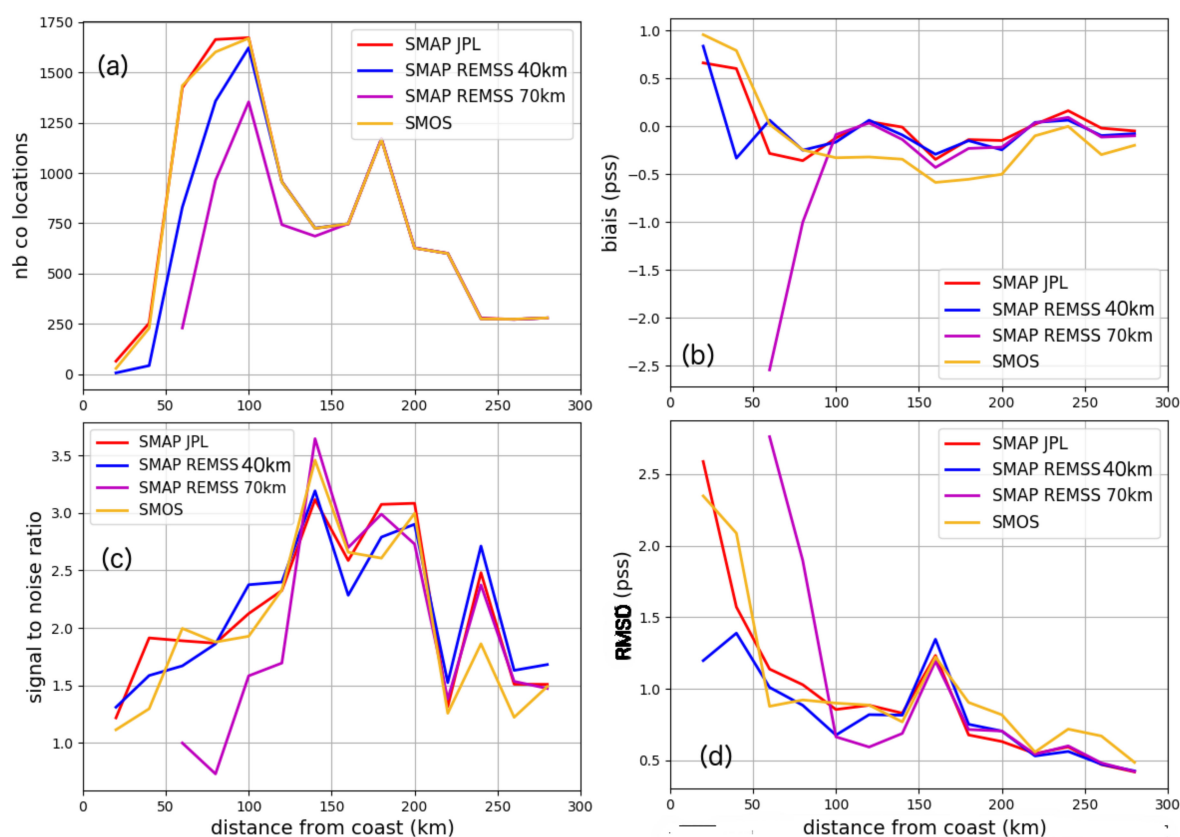 (a)
SMAP JPL
SMAP REMSS 40km
SMAP REMSS 70km
SMOS
nb co locations
1750
1500
1250
1000
750
500
250
0
0 50 100 150 200 250 300
(b)
SMAP JPL
SMAP REMSS 40km
SMAP REMSS 70km
SMOS
biais (pss)
1.0
0.5
0.0
−0.5
−1.0
−1.5
−2.0
−2.5
0 50 100 150 200 250 300
(c)
SMAP JPL
SMAP REMSS 40km
SMAP REMSS 70km
SMOS
signal to noise ratio
3.5
3.0
2.5
2.0
1.5
1.0
0 50 100 150 200 250 300
distance from coast (km)
(d)
SMAP JPL
SMAP REMSS 40km
SMAP REMSS 70km
SMOS
RMSD (pss)
2.5
2.0
1.5
1.0
0.5
0 50 100 150 200 250 300
distance from coast (km)